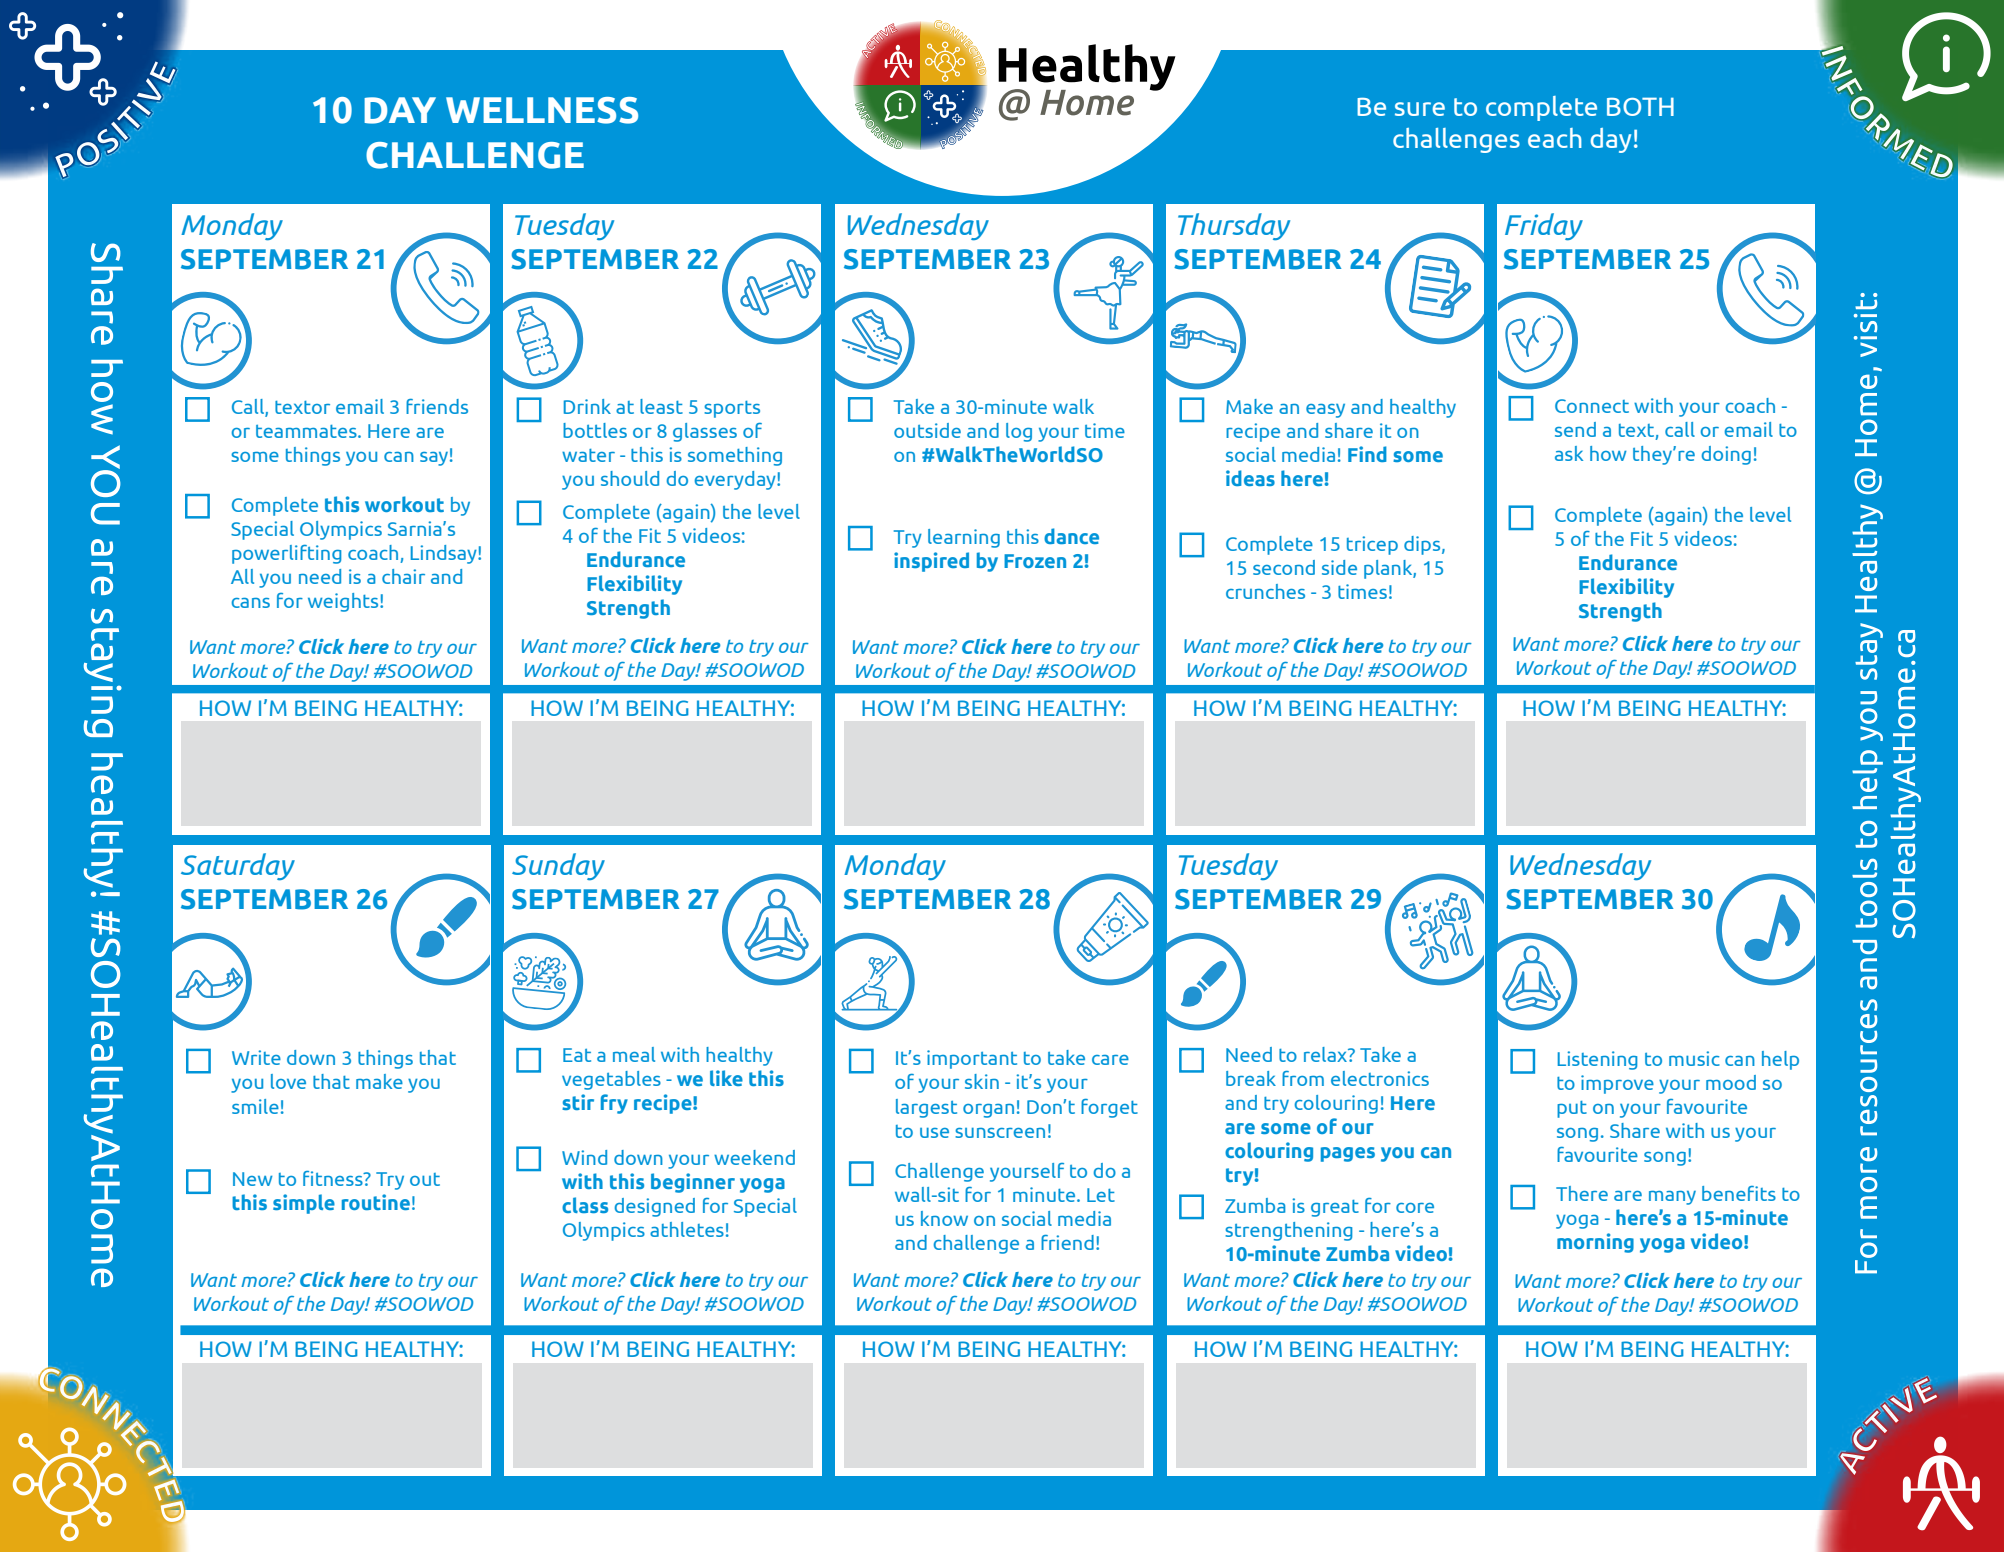 POSITIVE
10 DAY WELLNESS
CHALLENGE
ACTIVE
CONNECTED
INFORMED
POSITIVE
Healthy
@ Home
Be sure to complete BOTH
challenges each day!
INFORMED
Share how YOU are staying healthy! #SOHealthyAtHome
Monday
SEPTEMBER 21
Call, textor email 3 friends
or teammates. Here are
some things you can say!
Complete this workout by
Special Olympics Sarnia's
powerlifting coach, Lindsay!
All you need is a chair and
cans for weights!
Want more? Click here to try our
Workout of the Day! #SOOWOD
HOW I'M BEING HEALTHY:
Tuesday
SEPTEMBER 22
Drink at least 5 sports
bottles or 8 glasses of
water - this is something
you should do everyday!
Complete (again) the level
4 of the Fit 5 videos:
Endurance
Flexibility
Strength
Want more? Click here to try our
Workout of the Day! #SOOWOD
HOW I'M BEING HEALTHY:
Wednesday
SEPTEMBER 23
Take a 30-minute walk
outside and log your time
on #WalkTheWorldSO
Try learning this dance
inspired by Frozen 2!
Want more? Click here to try our
Workout of the Day! #SOOWOD
HOW I'M BEING HEALTHY:
Thursday
SEPTEMBER 24
Make an easy and healthy
recipe and share it on
social media! Find some
ideas here!
Complete 15 tricep dips,
15 second side plank, 15
crunches - 3 times!
Want more? Click here to try our
Workout of the Day! #SOOWOD
HOW I'M BEING HEALTHY:
Friday
SEPTEMBER 25
Connect with your coach -
send a text, call or email to
ask how they're doing!
Complete (again) the level
5 of the Fit 5 videos:
Endurance
Flexibility
Strength
Want more? Click here to try our
Workout of the Day! #SOOWOD
HOW I'M BEING HEALTHY:
Saturday
SEPTEMBER 26
Write down 3 things that
you love that make you
smile!
New to fitness? Try out
this simple routine!
Want more? Click here to try our
Workout of the Day! #SOOWOD
HOW I'M BEING HEALTHY:
Sunday
SEPTEMBER 27
Eat a meal with healthy
vegetables - we like this
stir fry recipe!
Wind down your weekend
with this beginner yoga
class designed for Special
Olympics athletes!
Want more? Click here to try our
Workout of the Day! #SOOWOD
HOW I'M BEING HEALTHY:
Monday
SEPTEMBER 28
It's important to take care
of your skin - it's your
largest organ! Don't forget
to use sunscreen!
Challenge yourself to do a
wall-sit for 1 minute. Let
us know on social media
and challenge a friend!
Want more? Click here to try our
Workout of the Day! #SOOWOD
HOW I'M BEING HEALTHY:
Tuesday
SEPTEMBER 29
Need to relax? Take a
break from electronics
and try colouring! Here
are some of our
colouring pages you can
try!
Zumba is great for core
strengthening - here's a
10-minute Zumba video!
Want more? Click here to try our
Workout of the Day! #SOOWOD
HOW I'M BEING HEALTHY:
Wednesday
SEPTEMBER 30
Listening to music can help
to improve your mood so
put on your favourite
song. Share with us your
favourite song!
There are many benefits to
yoga - here's a 15-minute
morning yoga video!
Want more? Click here to try our
Workout of the Day! #SOOWOD
HOW I'M BEING HEALTHY:
For more resources and tools to help you stay Healthy @ Home, visit:
SOHealthyAtHome.ca
CONNECTED
ACTIVE